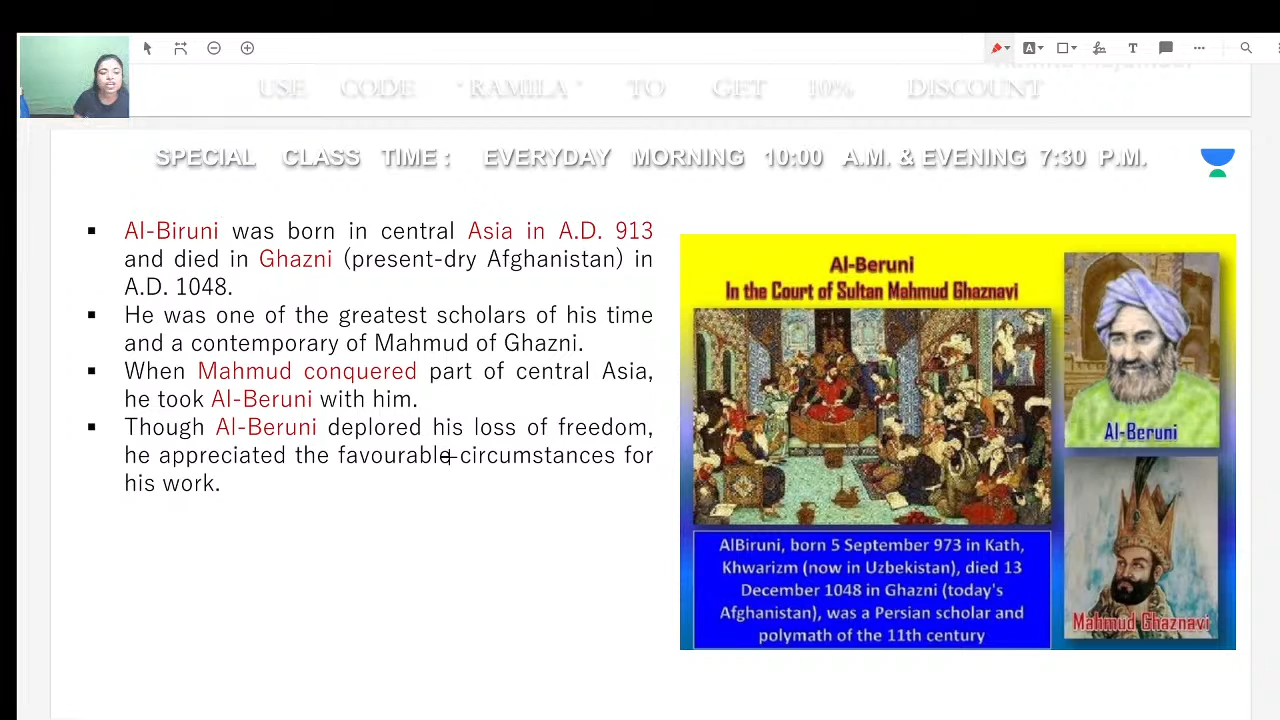 USE CODE ' RAMILA ' TO GET 10% DISCOUNT
SPECIAL CLASS TIME : EVERYDAY MORNING 10:00 A.M. & EVENING 7:30 P.M.
▪ Al-Biruni was born in central Asia in A.D. 913
and died in Ghazni (present-dry Afghanistan) in
A.D. 1048.
▪ He was one of the greatest scholars of his time
and a contemporary of Mahmud of Ghazni.
▪ When Mahmud conquered part of central Asia,
he took Al-Beruni with him.
▪ Though Al-Beruni deplored his loss of freedom,
he appreciated the favourable circumstances for
his work.
Al-Beruni
In the Court of Sultan Mahmud Ghaznavi
Al-Beruni
AlBiruni, born 5 September 973 in Kath,
Khwarizm (now in Uzbekistan), died 13
December 1048 in Ghazni (today's
Afghanistan), was a Persian scholar and
polymath of the 11th century
Mahmud Ghaznavi